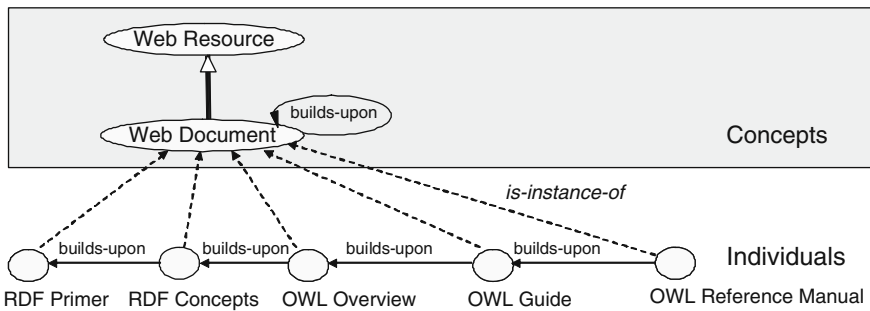 Web Resource
builds-upon
Web Document
Concepts
is-instance-of
builds-upon builds-upon builds-upon builds-upon
Individuals
RDF Primer RDF Concepts OWL Overview OWL Guide OWL Reference Manual